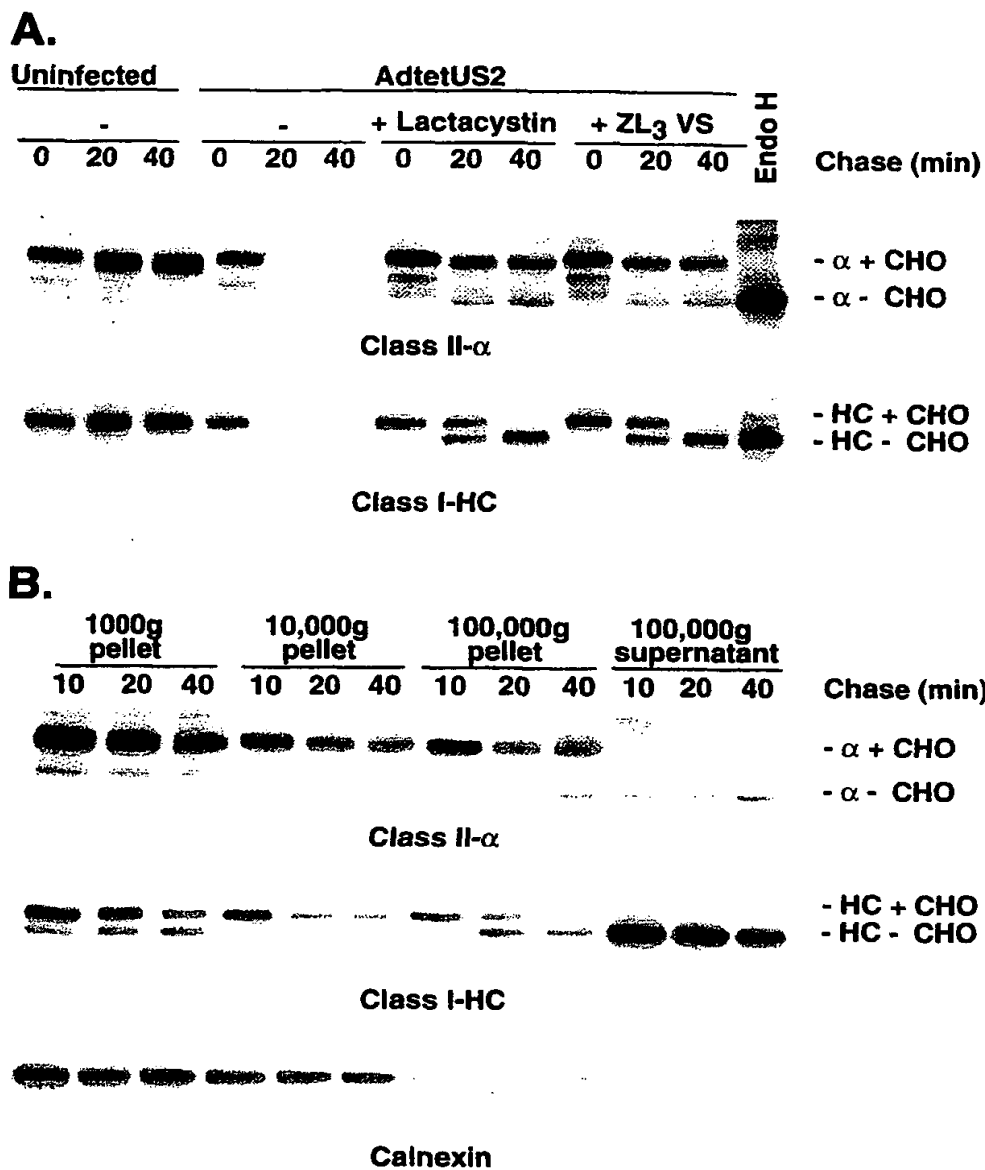 A.
Uninfected AdtetUS2
- - + Lactacystin + ZL3 VS Endo H
0 20 40 0 20 40 0 20 40 0 20 40 Chase (min)
- α + CHO
- α - CHO
Class II-α
- HC + CHO
- HC - CHO
Class I-HC
B.
1000g pellet 10,000g pellet 100,000g pellet 100,000g supernatant
10 20 40 10 20 40 10 20 40 10 20 40 Chase (min)
- α + CHO
- α - CHO
Class II-α
- HC + CHO
- HC - CHO
Class I-HC
Calnexin